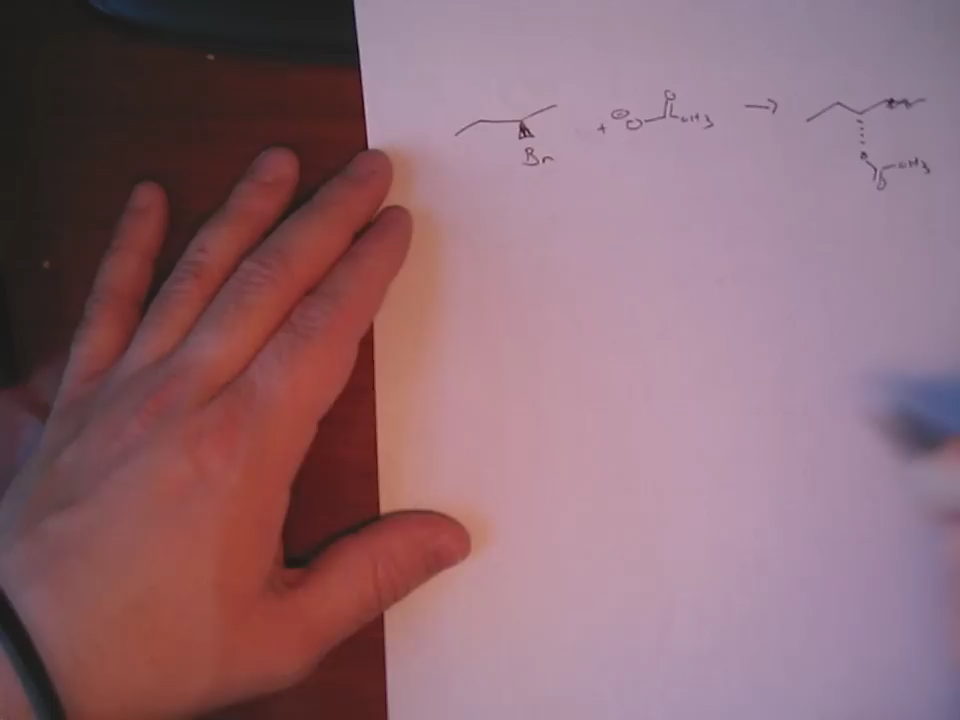 + ⊖O O CH3 → 
Br O O CH3